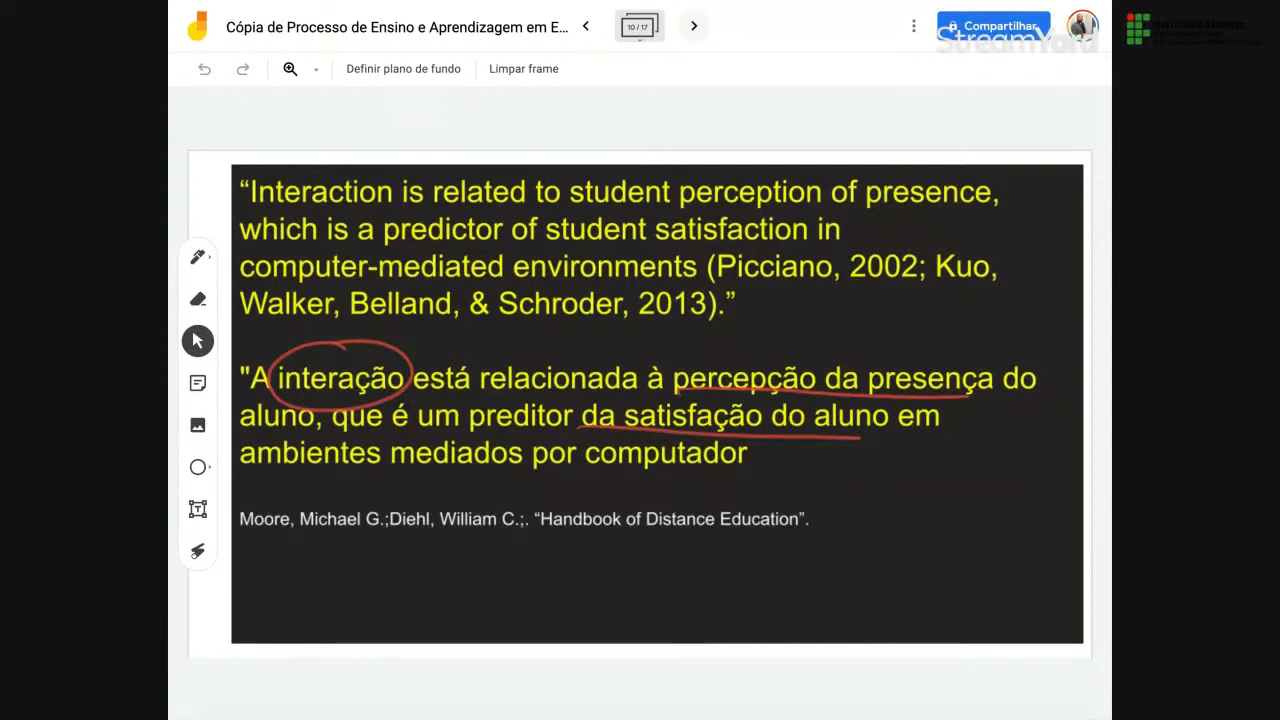 Cópia de Processo de Ensino e Aprendizagem em E...
10 / 17
Compartilhar
StreamYard
Definir plano de fundo
Limpar frame
“Interaction is related to student perception of presence,
which is a predictor of student satisfaction in
computer-mediated environments (Picciano, 2002; Kuo,
Walker, Belland, & Schroder, 2013).”
"A interação está relacionada à percepção da presença do
aluno, que é um preditor da satisfação do aluno em
ambientes mediados por computador
Moore, Michael G.;Diehl, William C.;. “Handbook of Distance Education”.